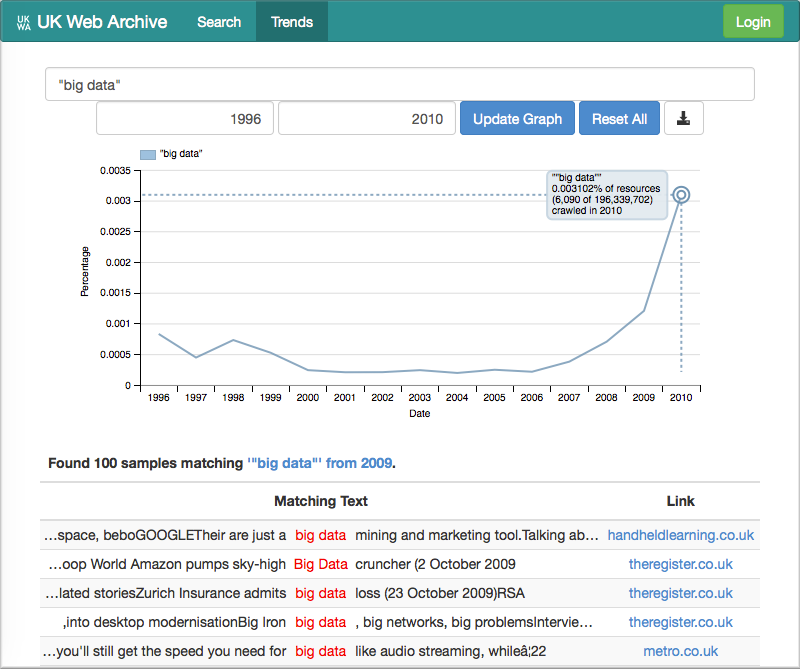 UK WA UK Web Archive Search Trends Login
"big data"
1996 2010 Update Graph Reset All
"big data"
0.0035
0.003
0.0025
0.002
0.0015
0.001
0.0005
0
Percentage
""big data""
0.003102% of resources
(6,090 of 196,339,702)
crawled in 2010
1996 1997 1998 1999 2000 2001 2002 2003 2004 2005 2006 2007 2008 2009 2010
Date
Found 100 samples matching '"big data"' from 2009.
Matching Text Link
...space, beboGOOGLETheir are just a big data mining and marketing tool.Talking ab... handheldlearning.co.uk
...oop World Amazon pumps sky-high Big Data cruncher (2 October 2009 theregister.co.uk
...lated storiesZurich Insurance admits big data loss (23 October 2009)RSA theregister.co.uk
,into desktop modernisationBig Iron big data , big networks, big problemsIntervie... theregister.co.uk
...you'll still get the speed you need for big data like audio streaming, whileâ¦22 metro.co.uk